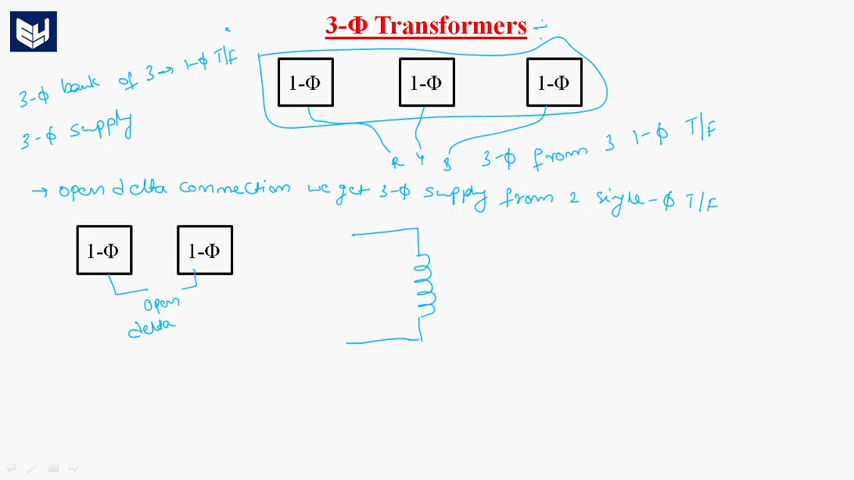 3-Φ Transformers :-
3-ϕ bank of 3 → 1-ϕ T/F
1-Φ 1-Φ 1-Φ
3-ϕ supply
R Y B 3-ϕ from 3 1-ϕ T/F
→ open delta connection we get 3-ϕ supply from 2 single-ϕ T/F
1-Φ 1-Φ
open
delta